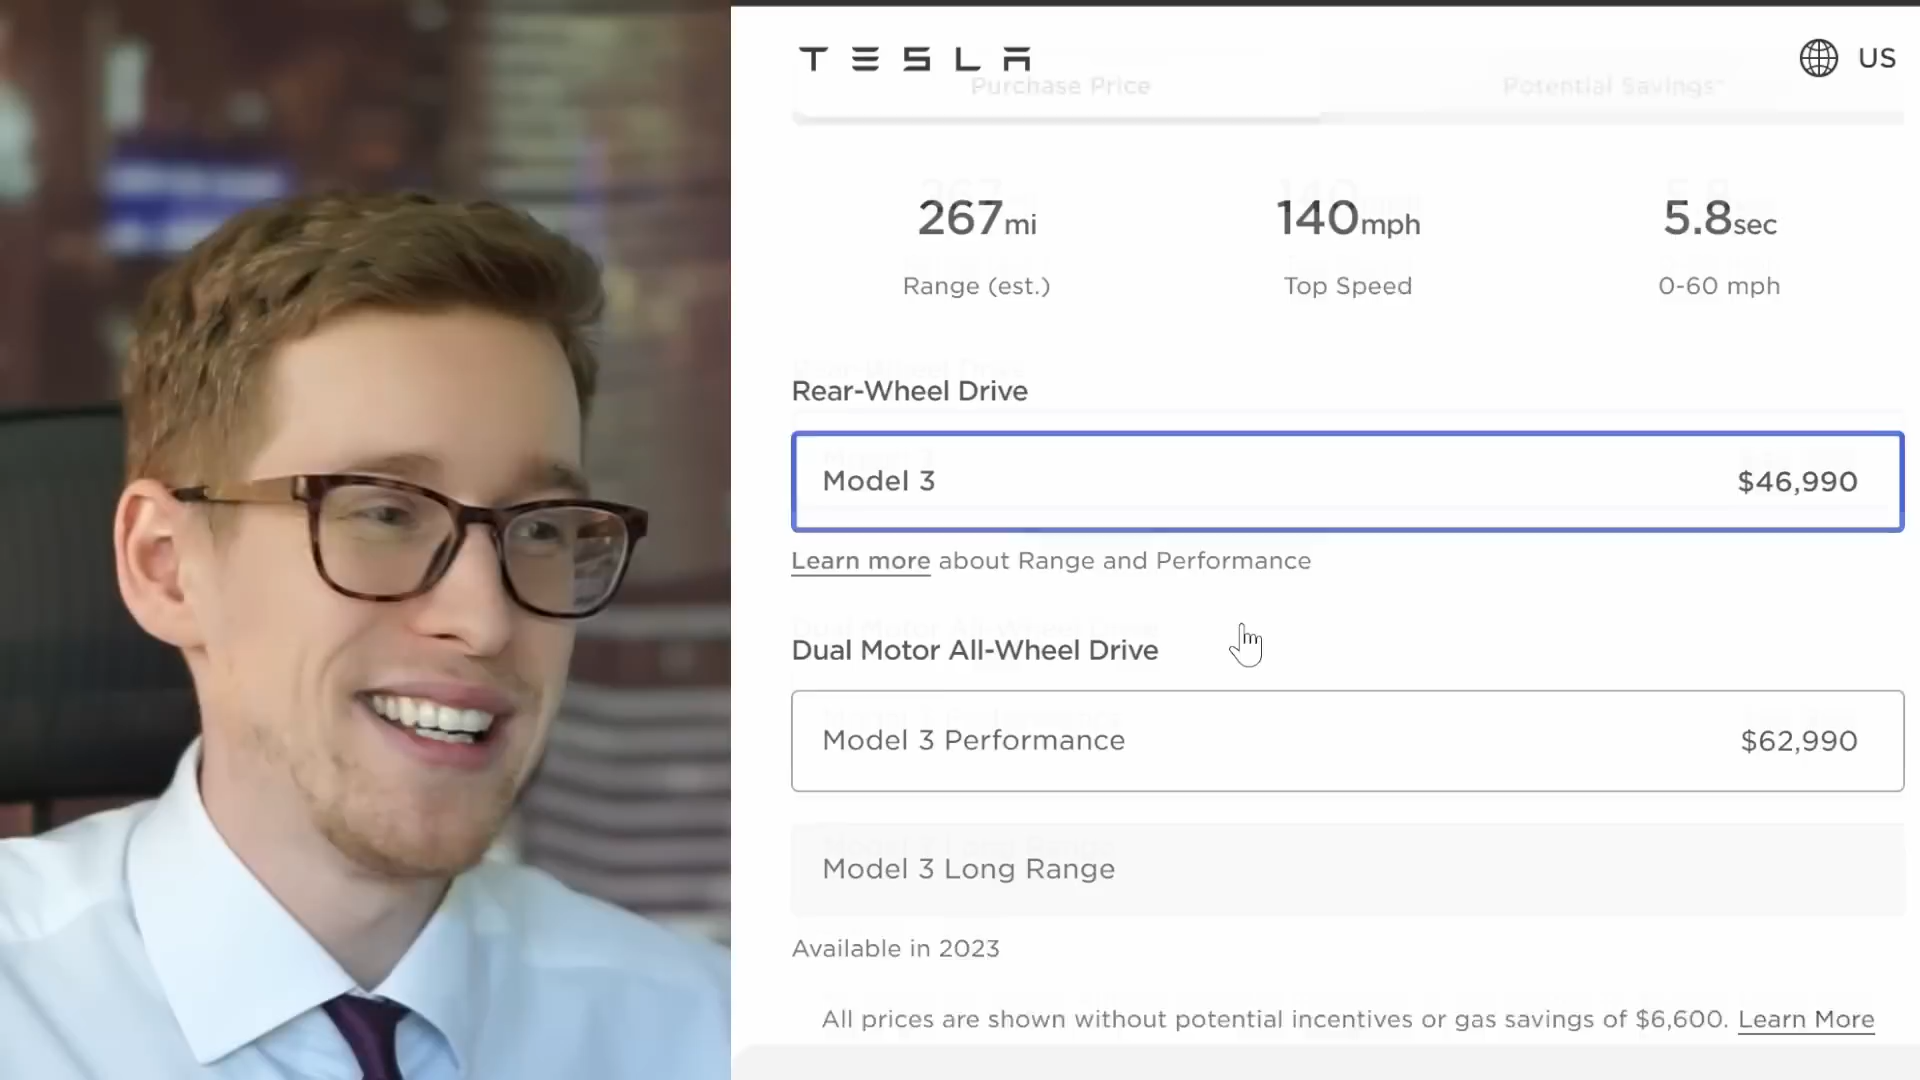 TESLA
US
Purchase Price
Potential Savings*
267mi
140mph
5.8sec
Range (est.)
Top Speed
0-60 mph
Rear-Wheel Drive
Model 3
$46,990
Learn more about Range and Performance
Dual Motor All-Wheel Drive
Model 3 Performance
$62,990
Model 3 Long Range
Available in 2023
All prices are shown without potential incentives or gas savings of $6,600. Learn More